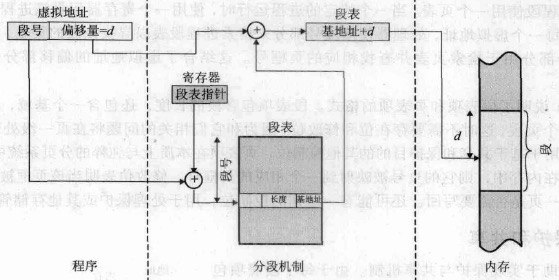 虚拟地址
段号 偏移量=d
段表
基地址+d
寄存器
段表指针
段表
段号
长度 基地址
d
段
程序
分段机制
内存